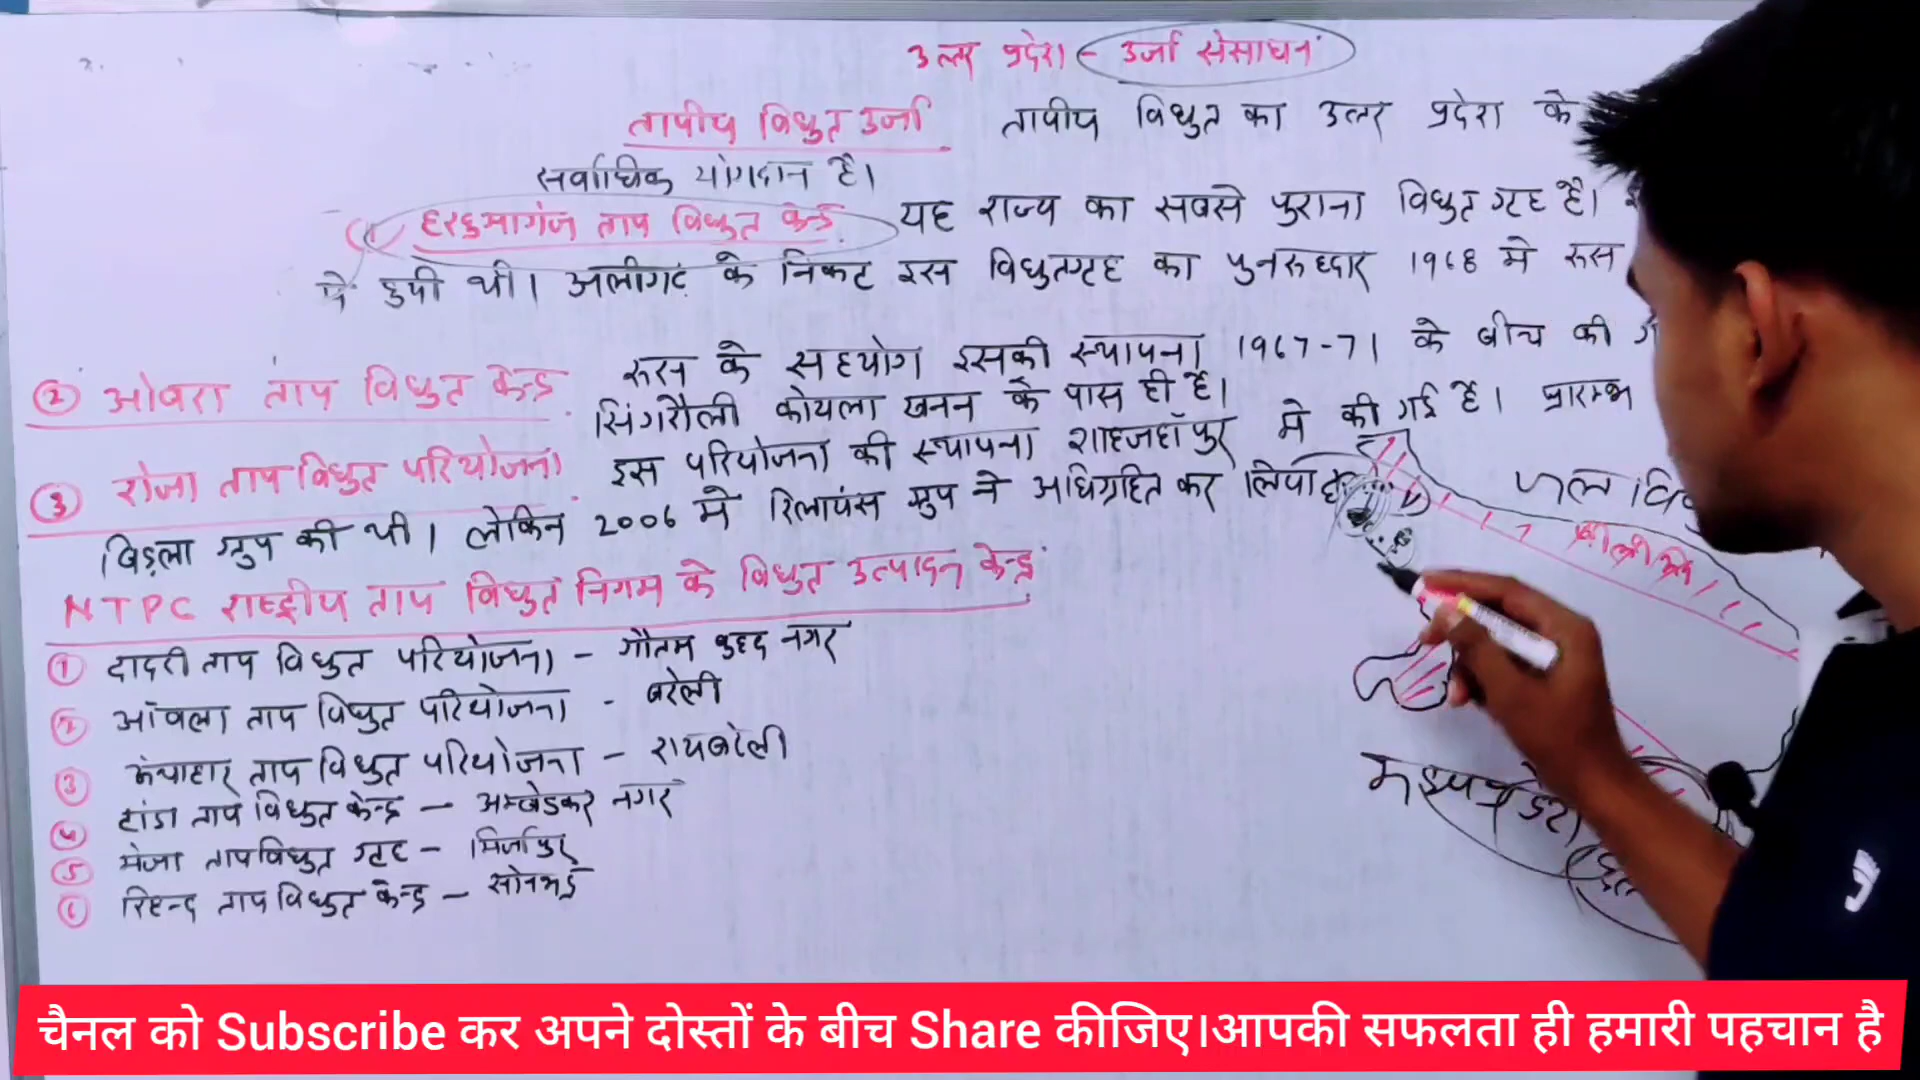 उत्तर प्रदेश - उर्जा संसाधन
तापीय विधुत उर्जा तापीय विधुत का उत्तर प्रदेश के
सर्वाधिक योगदान है।
① हरदुआगंज ताप विधुत केन्द्र यह राज्य का सबसे पुराना विधुत गृह है।
में हुयी थी। अलीगढ़ के निकट इस विधुतगृह का पुनरुध्दार 1968 मे रूस
② ओबरा ताप विधुत केन्द्र. रूस के सहयोग इसकी स्थापना 1967-71 के बीच की
सिंगरौली कोयला खनन के पास ही है।
③ रोजा ताप विधुत परियोजना. इस परियोजना की स्थापना शाहजहाँपुर मे की गई है। प्रारम्भ
बिड़ला ग्रुप की थी। लेकिन 2006 मे रिलायंस ग्रुप ने अधिग्रहित कर लिया
NTPC राष्ट्रीय ताप विधुत निगम के विधुत उत्पादन केन्द्र
① दादरी ताप विधुत परियोजना - गौतम बुद्ध नगर
② आंवला ताप विधुत परियोजना - बरेली
③ ऊंचाहार ताप विधुत परियोजना - रायबरेली
④ टांडा ताप विधुत केन्द्र - अम्बेडकर नगर
⑤ मेजा ताप विधुत गृह - मिर्जापुर
⑥ रिहन्द ताप विधुत केन्द्र - सोनभद्र
जल
चैनल को Subscribe कर अपने दोस्तों के बीच Share कीजिए।आपकी सफलता ही हमारी पहचान है